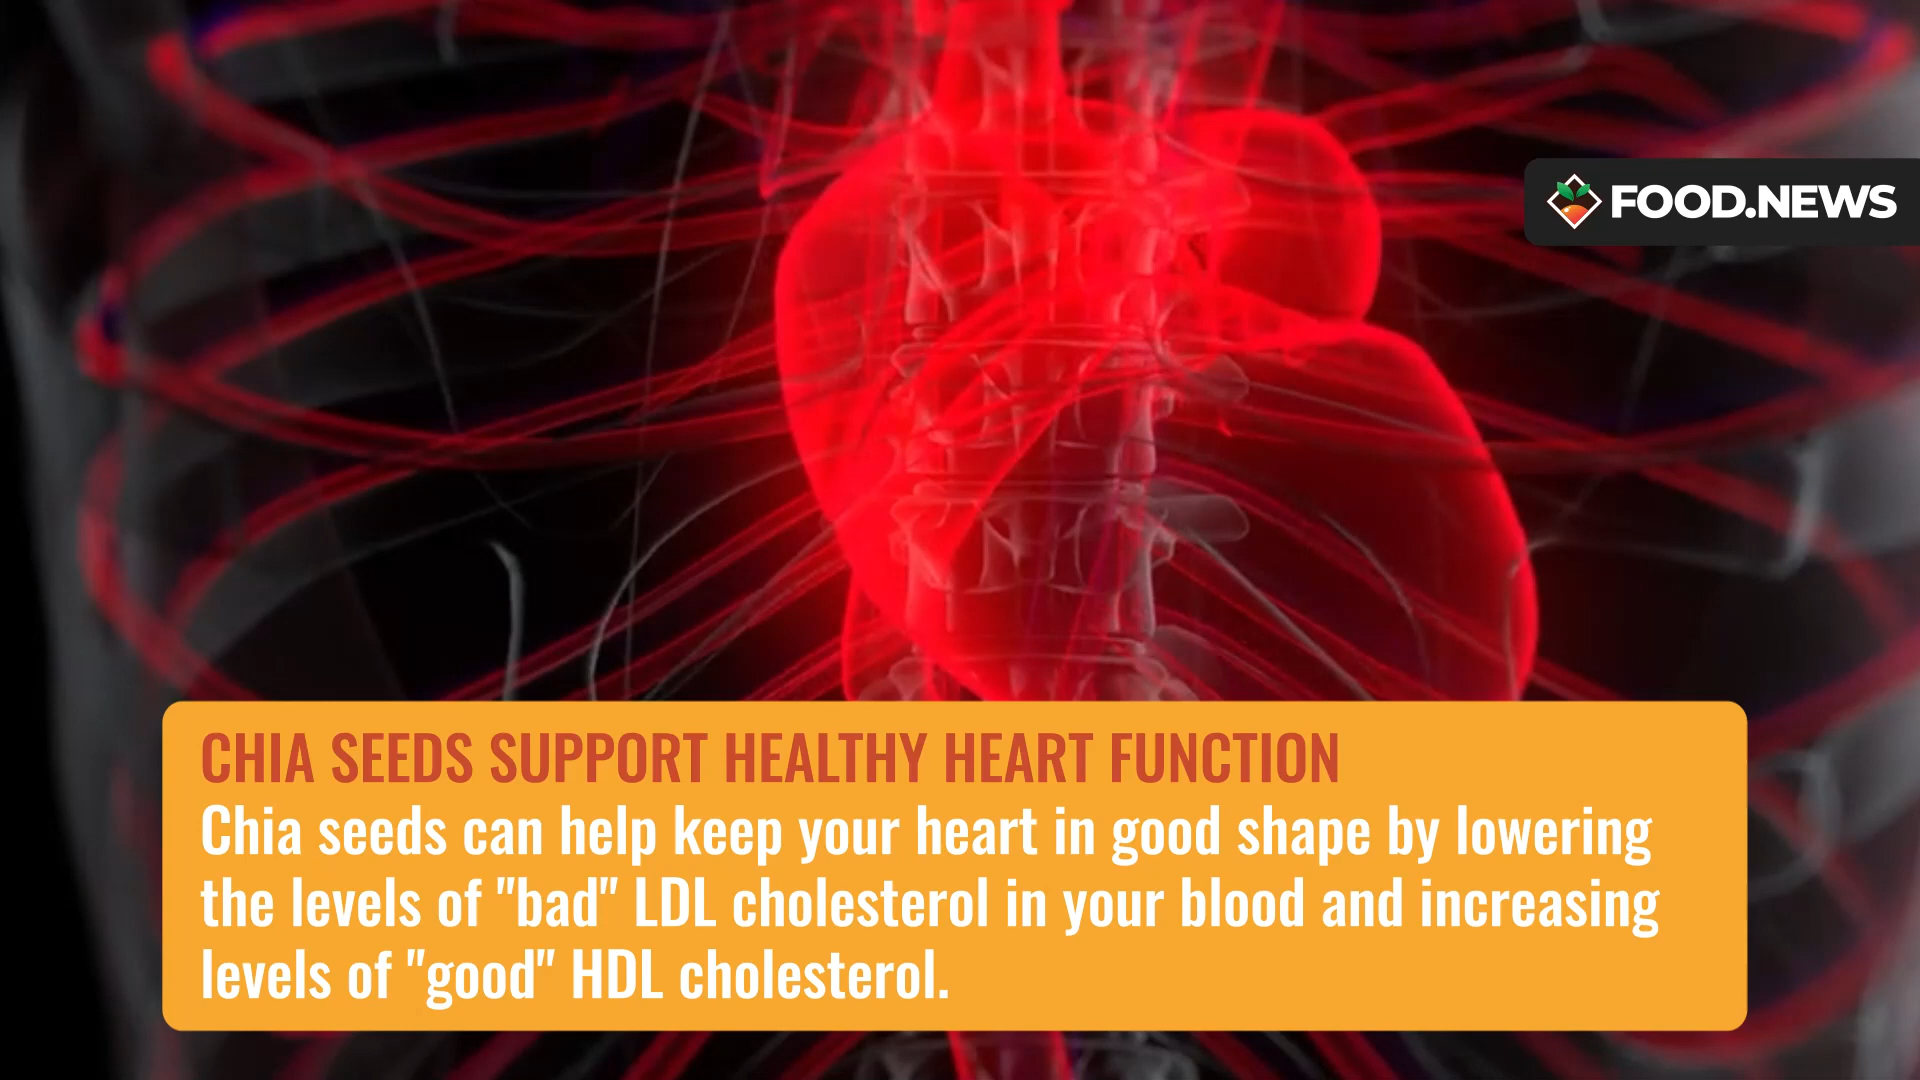 FOOD.NEWS
CHIA SEEDS SUPPORT HEALTHY HEART FUNCTION
Chia seeds can help keep your heart in good shape by lowering
the levels of "bad" LDL cholesterol in your blood and increasing
levels of "good" HDL cholesterol.